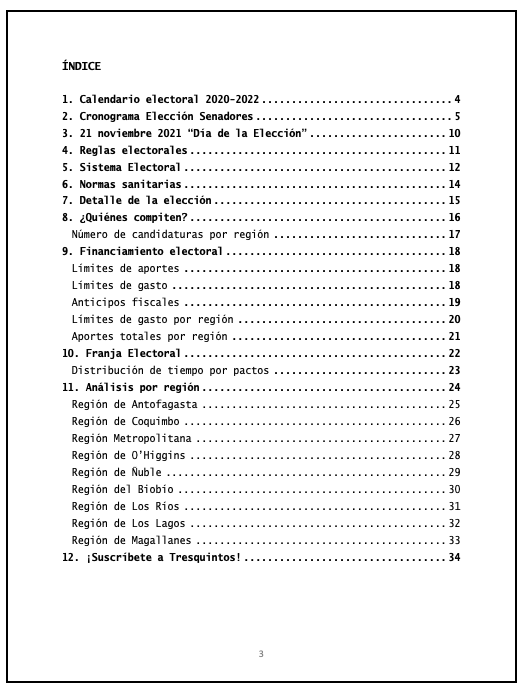 ÍNDICE
1. Calendario electoral 2020-2022................................4
2. Cronograma Elección Senadores.................................5
3. 21 noviembre 2021 “Día de la Elección”.......................10
4. Reglas electorales...........................................11
5. Sistema Electoral............................................12
6. Normas sanitarias............................................14
7. Detalle de la elección.......................................15
8. ¿Quiénes compiten?...........................................16
Número de candidaturas por región .............................17
9. Financiamiento electoral.....................................18
Límites de aportes ............................................18
Límites de gasto ..............................................18
Anticipos fiscales ............................................19
Límites de gasto por región ...................................20
Aportes totales por región ....................................21
10. Franja Electoral............................................22
Distribución de tiempo por pactos .............................23
11. Análisis por región.........................................24
Región de Antofagasta .........................................25
Región de Coquimbo ............................................26
Región Metropolitana ..........................................27
Región de O’Higgins ...........................................28
Región de Ñuble ...............................................29
Región del Biobío .............................................30
Región de Los Ríos ............................................31
Región de Los Lagos ...........................................32
Región de Magallanes ..........................................33
12. ¡Suscríbete a Tresquintos!..................................34
3